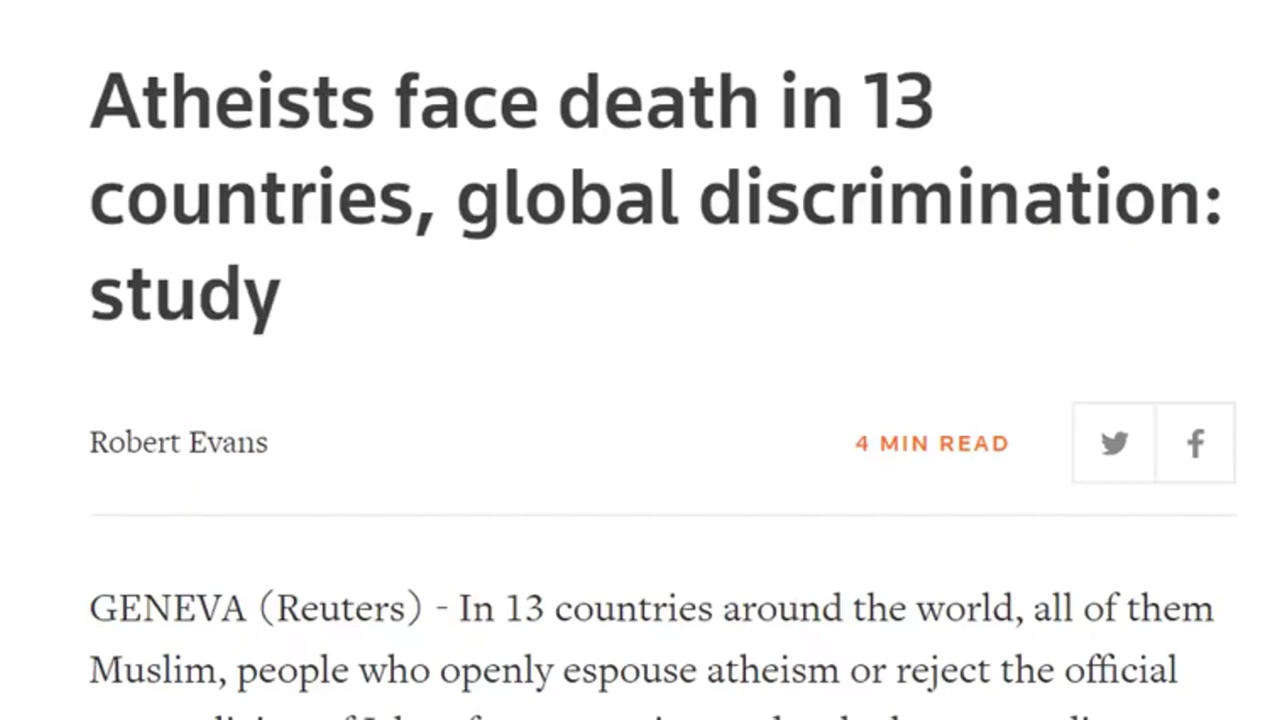 Atheists face death in 13
countries, global discrimination:
study
Robert Evans
4 MIN READ
GENEVA (Reuters) - In 13 countries around the world, all of them
Muslim, people who openly espouse atheism or reject the official